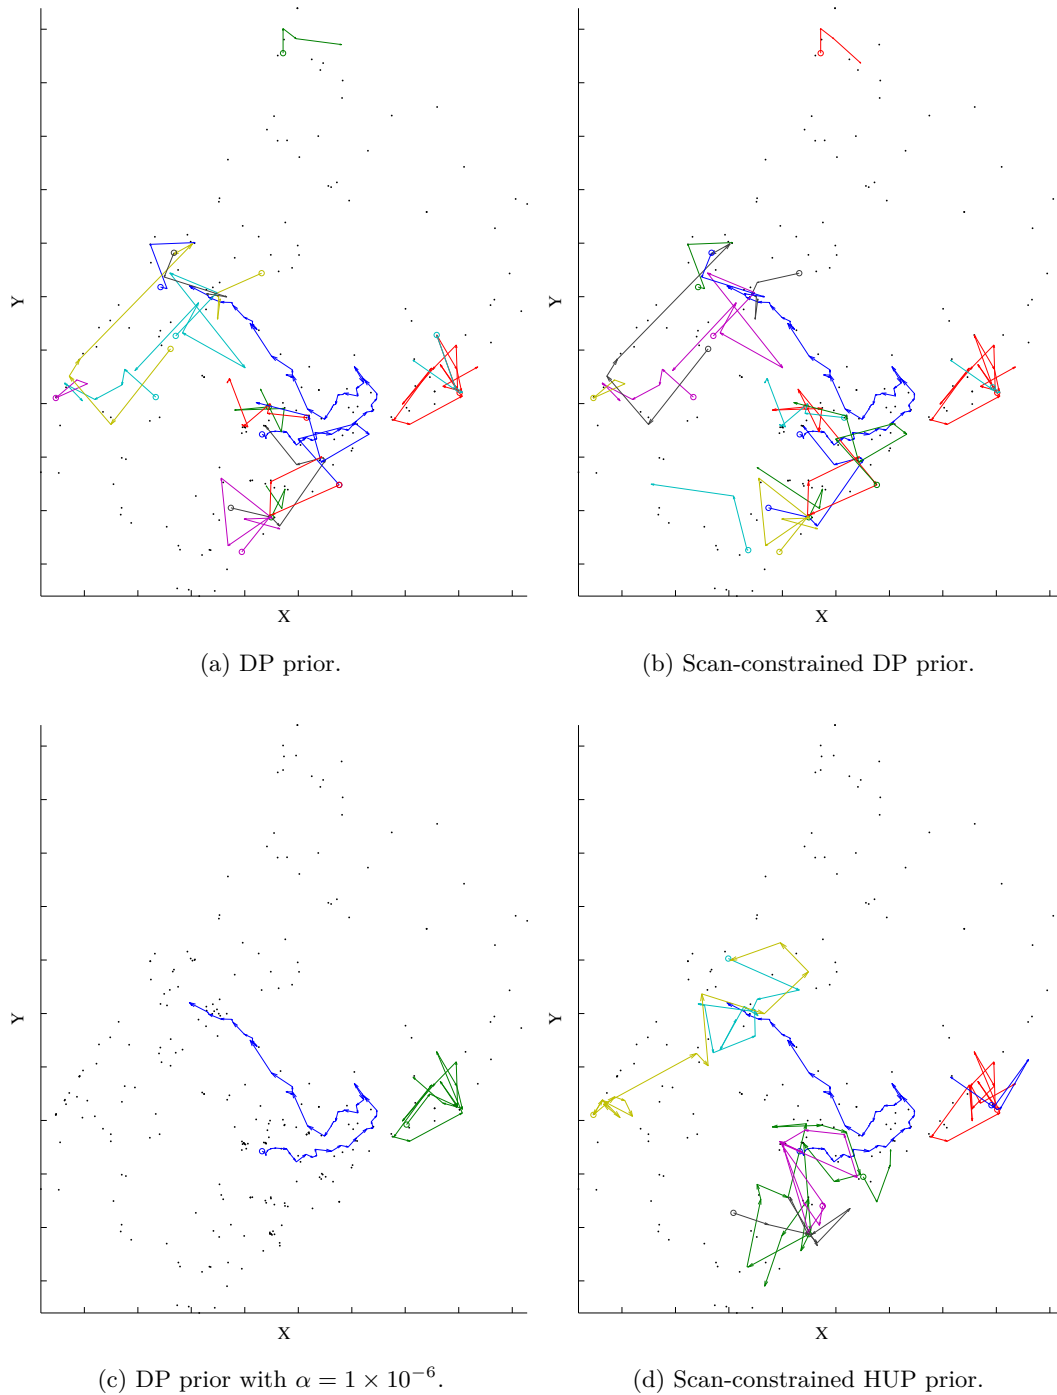 Y
Y
X
X
(a) DP prior.
(b) Scan-constrained DP prior.
Y
Y
X
X
(c) DP prior with α = 1 × 10⁻⁶.
(d) Scan-constrained HUP prior.